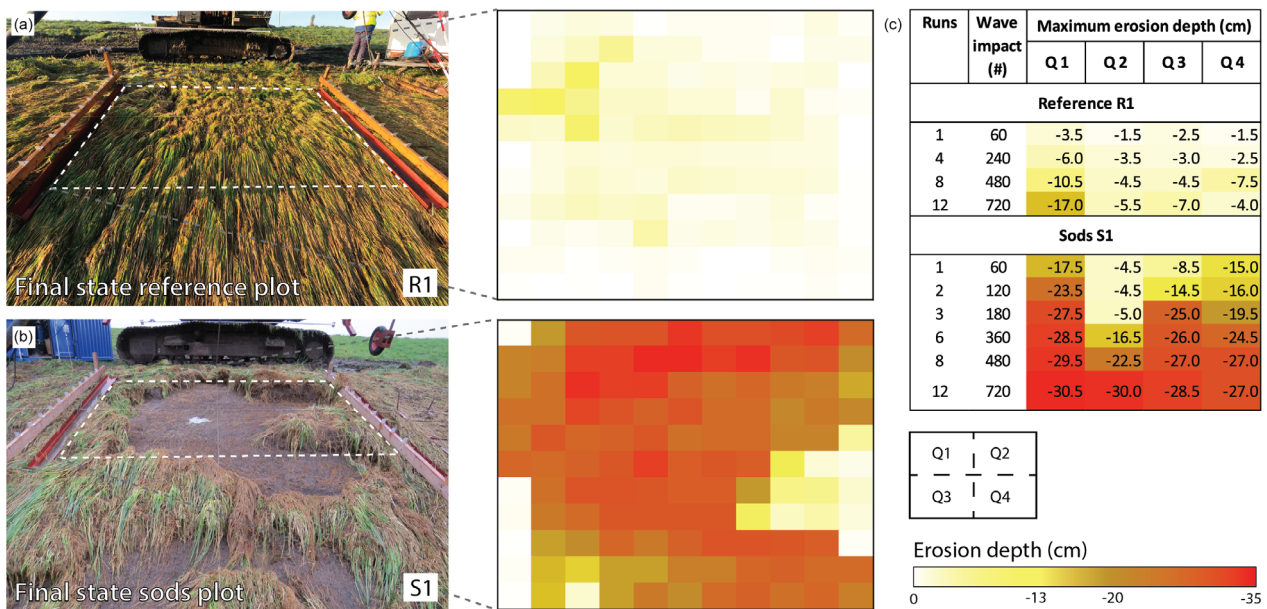 (a)
Final state reference plot
R1
(b)
Final state sods plot
S1
(c)
Runs Wave impact (#) Maximum erosion depth (cm)
Q 1 Q 2 Q 3 Q 4
Reference R1
1 60 -3.5 -1.5 -2.5 -1.5
4 240 -6.0 -3.5 -3.0 -2.5
8 480 -10.5 -4.5 -4.5 -7.5
12 720 -17.0 -5.5 -7.0 -4.0
Sods S1
1 60 -17.5 -4.5 -8.5 -15.0
2 120 -23.5 -4.5 -14.5 -16.0
3 180 -27.5 -5.0 -25.0 -19.5
6 360 -28.5 -16.5 -26.0 -24.5
8 480 -29.5 -22.5 -27.0 -27.0
12 720 -30.5 -30.0 -28.5 -27.0
Q1 Q2
Q3 Q4
Erosion depth (cm)
0 -13 -20 -35